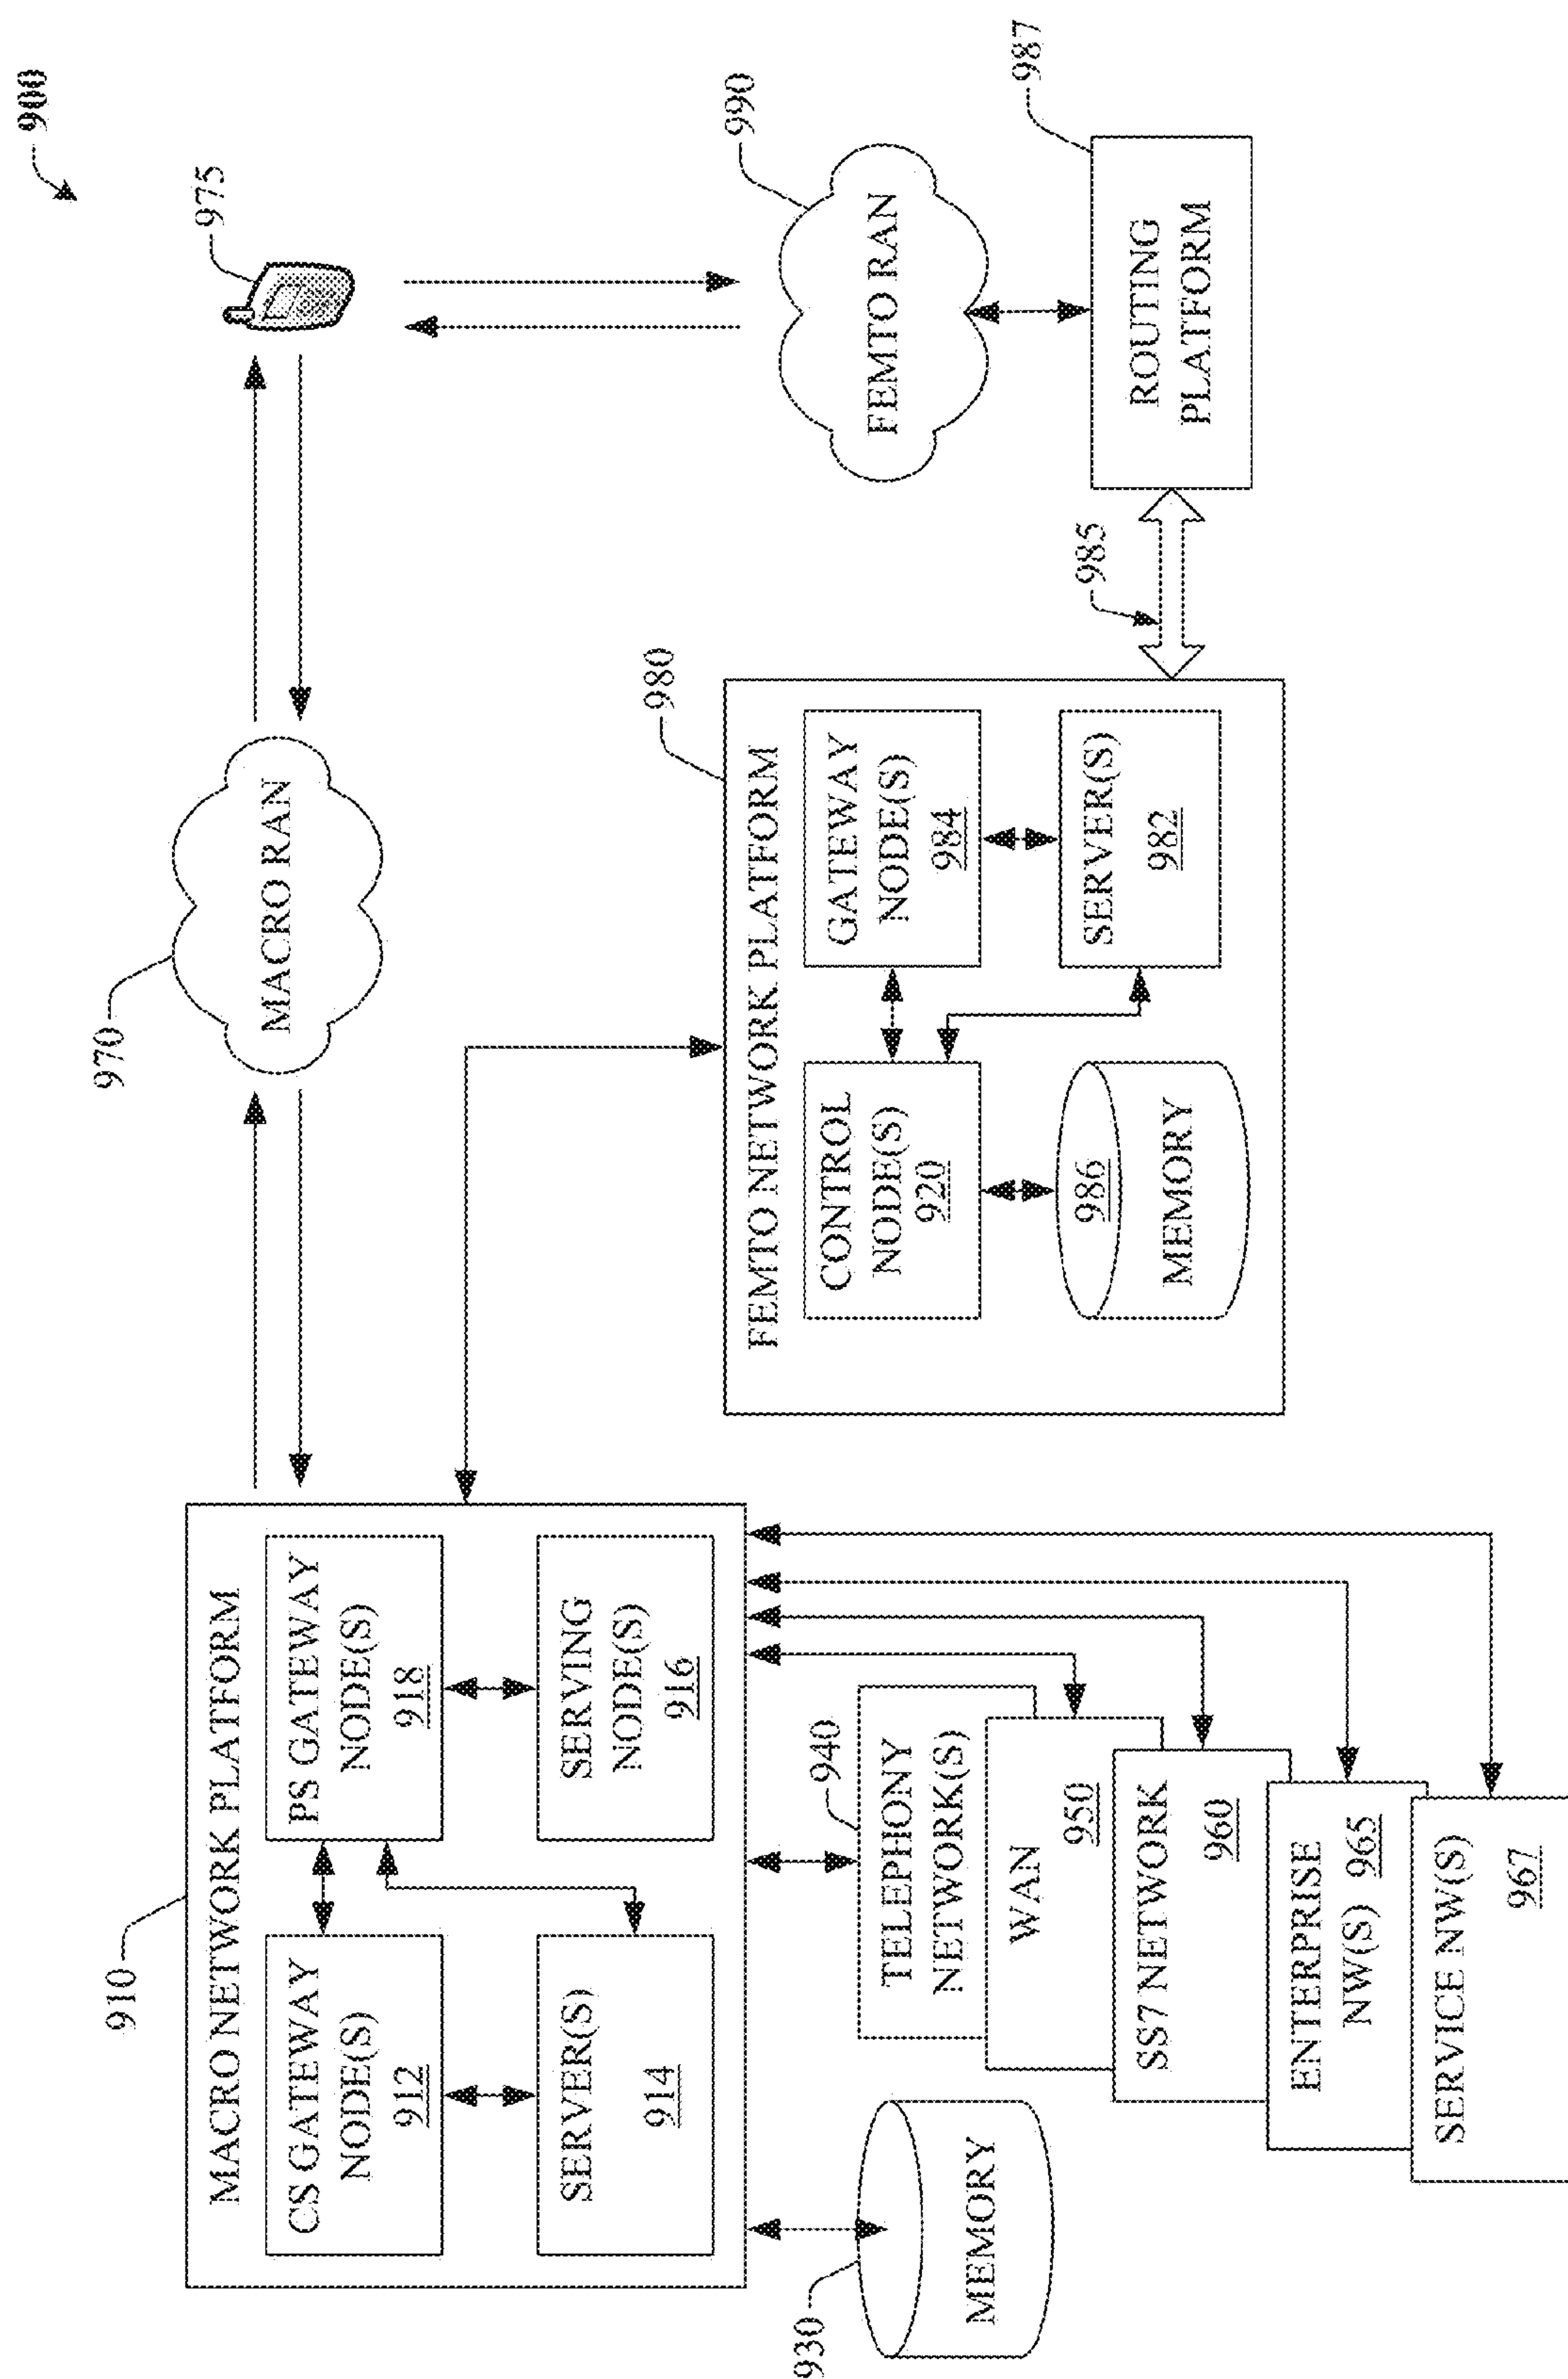 900
910
MACRO NETWORK PLATFORM
CS GATEWAY
NODE(S)
912
PS GATEWAY
NODE(S)
918
SERVER(S)
914
SERVING
NODE(S)
916
970
MACRO RAN
975
930
MEMORY
940
TELEPHONY
NETWORK(S)
WAN
950
SS7 NETWORK
960
ENTERPRISE
NW(S) 965
SERVICE NW(S)
967
980
FEMTO NETWORK PLATFORM
CONTROL
NODE(S)
920
GATEWAY
NODE(S)
984
986
MEMORY
SERVER(S)
982
985
990
FEMTO RAN
987
ROUTING
PLATFORM